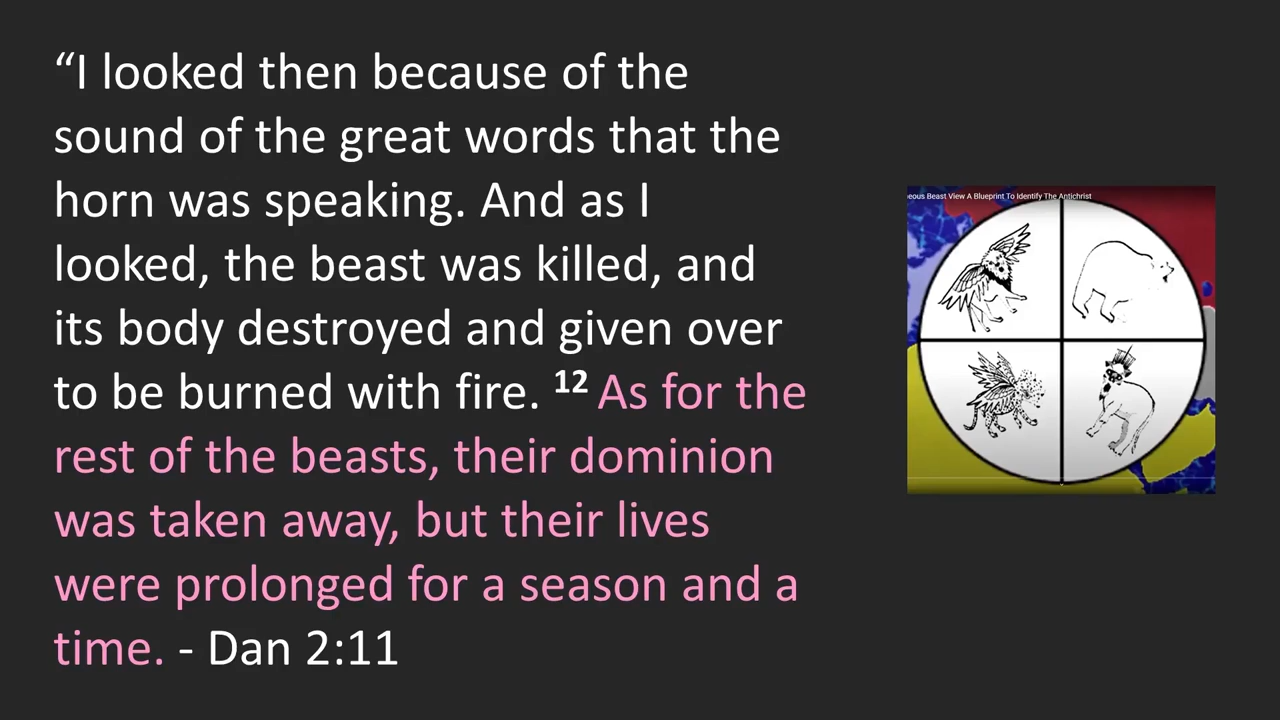 “I looked then because of the
sound of the great words that the
horn was speaking. And as I
looked, the beast was killed, and
its body destroyed and given over
to be burned with fire. 12 As for the
rest of the beasts, their dominion
was taken away, but their lives
were prolonged for a season and a
time. - Dan 2:11
eous Beast View A Blueprint To Identify The Antichrist